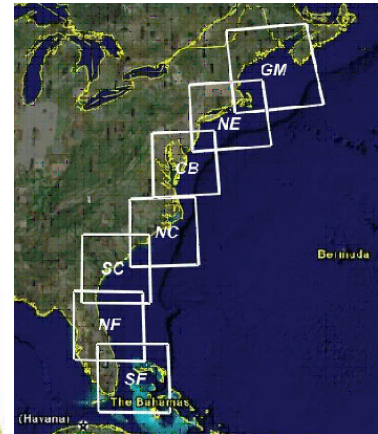 GM
NE
CB
NC
Bermuda
SC
NF
SF
The Bahamas
(Havana)